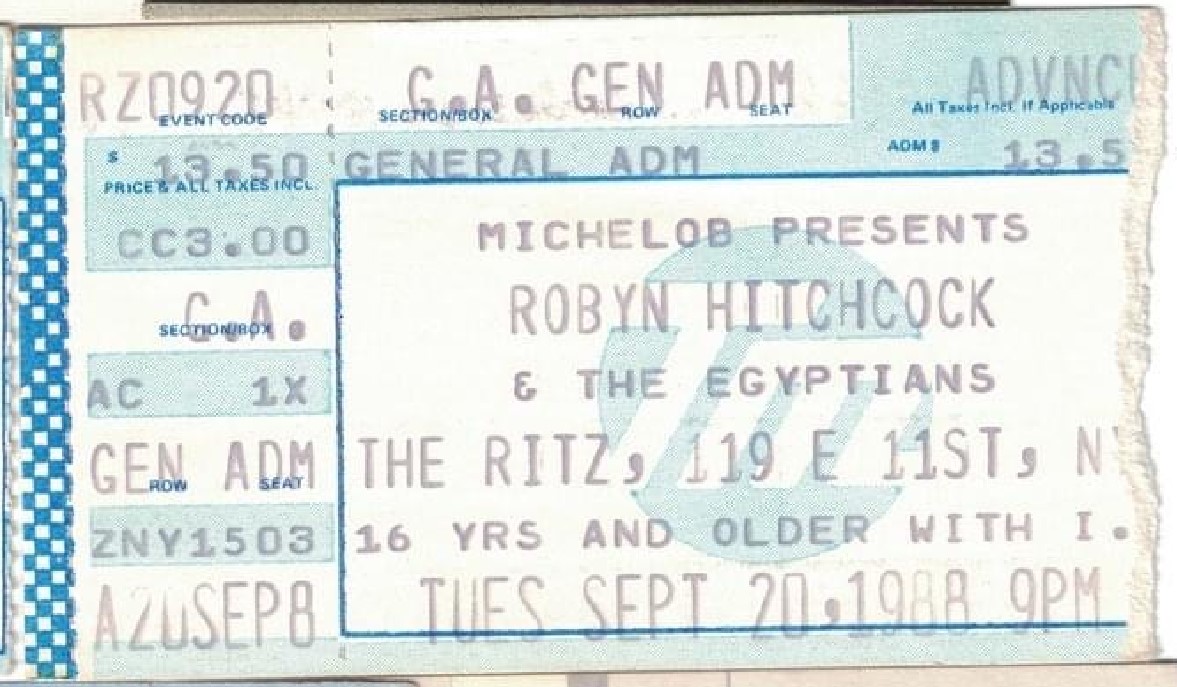 RZ0920 G.A. GEN ADM ADVNC
EVENT CODE SECTION/BOX ROW SEAT All Taxes Incl. If Applicable
$ 13.50 GENERAL ADM ADM $ 13.5
PRICE & ALL TAXES INCL.
CC3.00
MICHELOB PRESENTS
ROBYN HITCHCOCK
& THE EGYPTIANS
THE RITZ, 119 E 11ST, N
16 YRS AND OLDER WITH I.
TUES SEPT 20,1988 9PM
G.A.
SECTION/BOX
AC 1X
GEN ADM
ROW SEAT
ZNY1503
A20SEP8